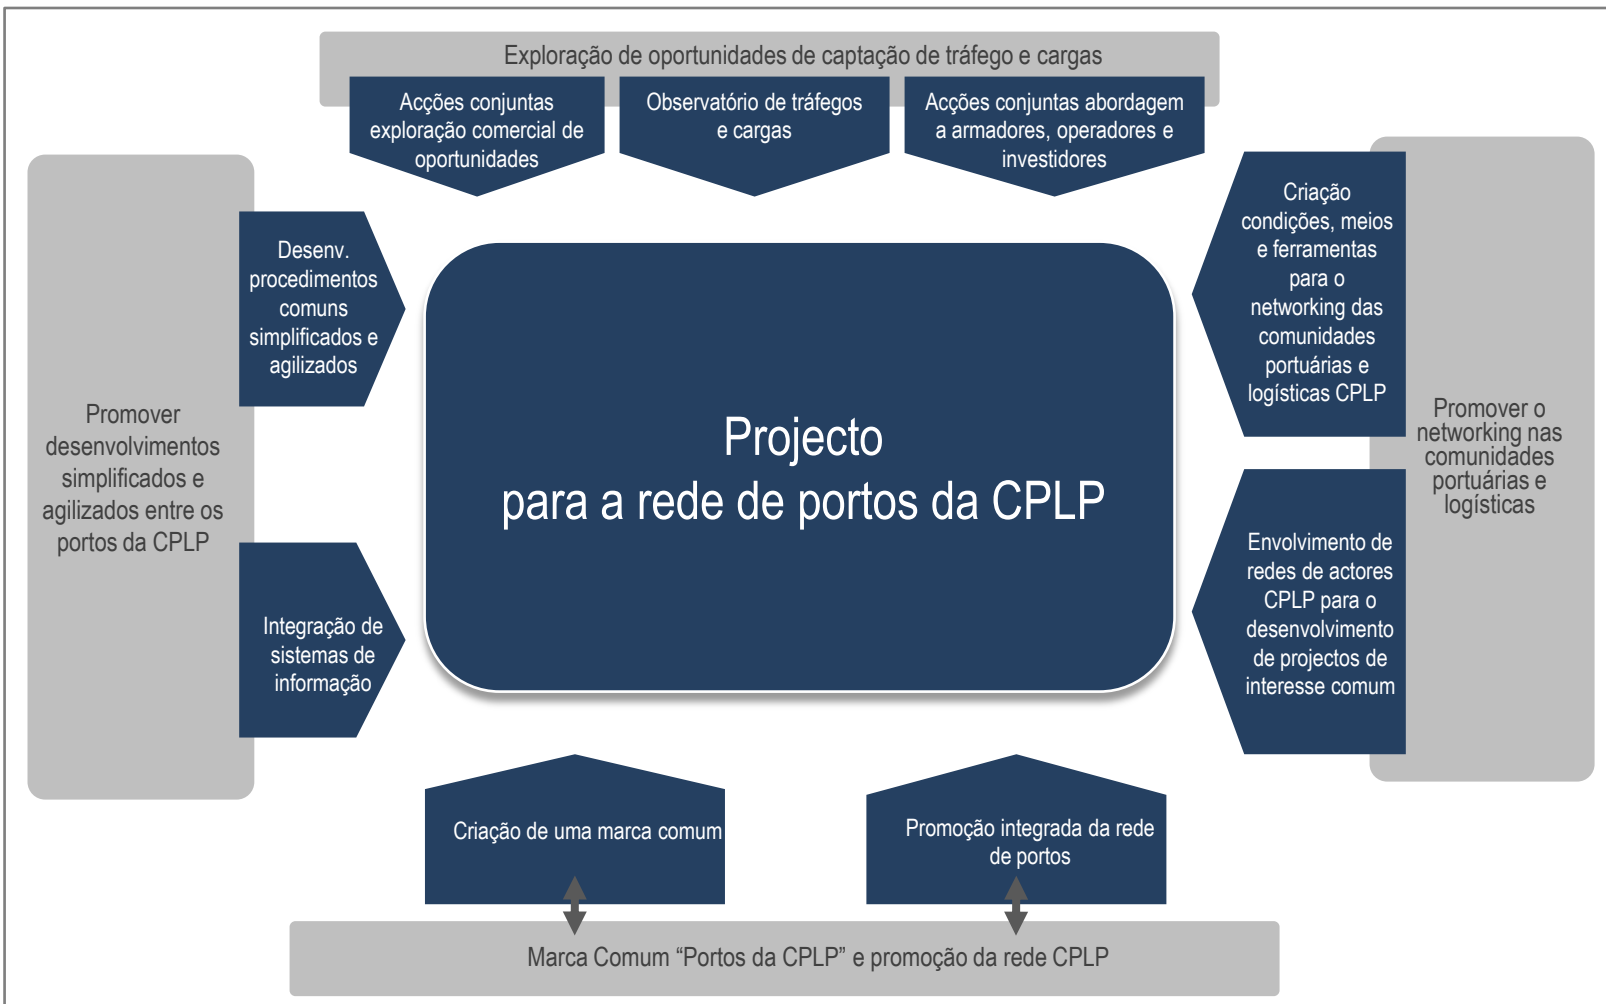 Exploração de oportunidades de captação de tráfego e cargas
Acções conjuntas
exploração comercial de
oportunidades
Observatório de tráfegos
e cargas
Acções conjuntas abordagem
a armadores, operadores e
investidores
Promover
desenvolvimentos
simplificados e
agilizados entre os
portos da CPLP
Desenv.
procedimentos
comuns
simplificados e
agilizados
Integração de
sistemas de
informação
Projecto
para a rede de portos da CPLP
Criação
condições, meios
e ferramentas
para o
networking das
comunidades
portuárias e
logísticas CPLP
Envolvimento de
redes de actores
CPLP para o
desenvolvimento
de projectos de
interesse comum
Promover o
networking nas
comunidades
portuárias e
logísticas
Criação de uma marca comum
Promoção integrada da rede
de portos
Marca Comum “Portos da CPLP” e promoção da rede CPLP